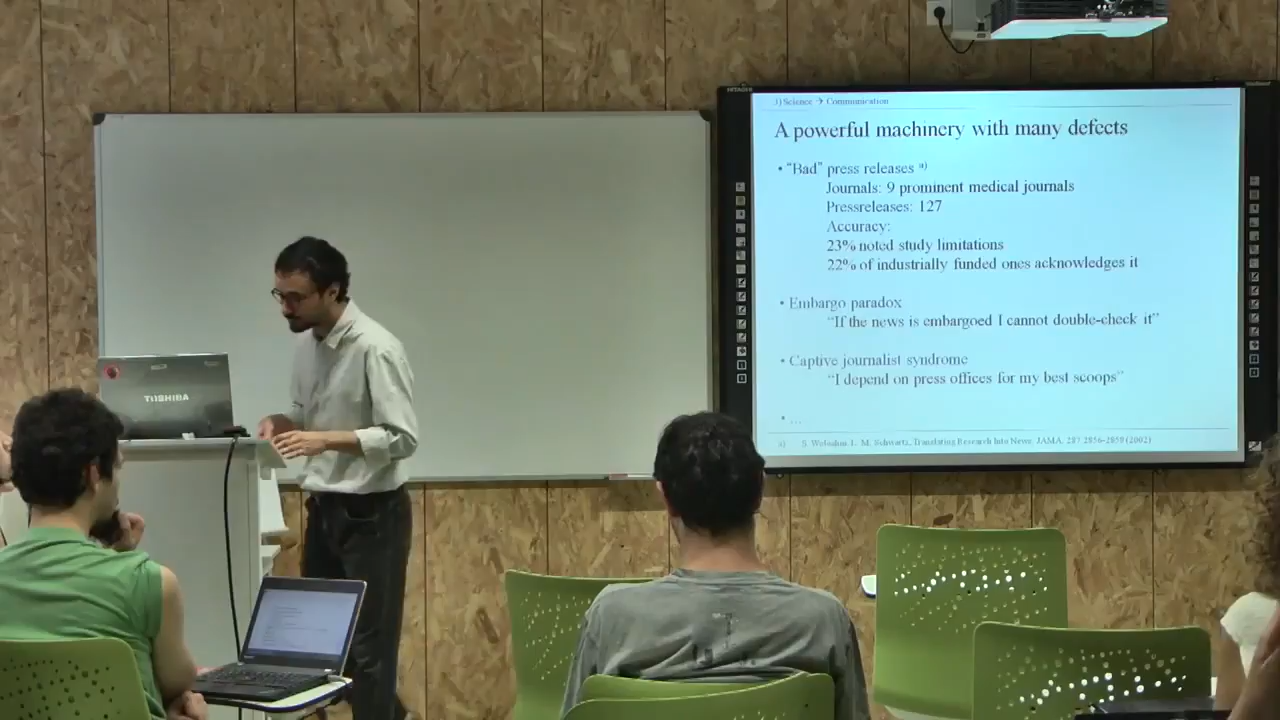 HITACHI
3) Science → Communication
A powerful machinery with many defects
• "Bad" press releases a)
Journals: 9 prominent medical journals
Pressreleases: 127
Accuracy:
23% noted study limitations
22% of industrially funded ones acknowledges it
• Embargo paradox
"If the news is embargoed I cannot double-check it"
• Captive journalist syndrome
"I depend on press offices for my best scoops"
• ...
a) S. Woloshin, L. M. Schwartz, Translating Research Into News, JAMA, 287 2856-2858 (2002)
TOSHIBA